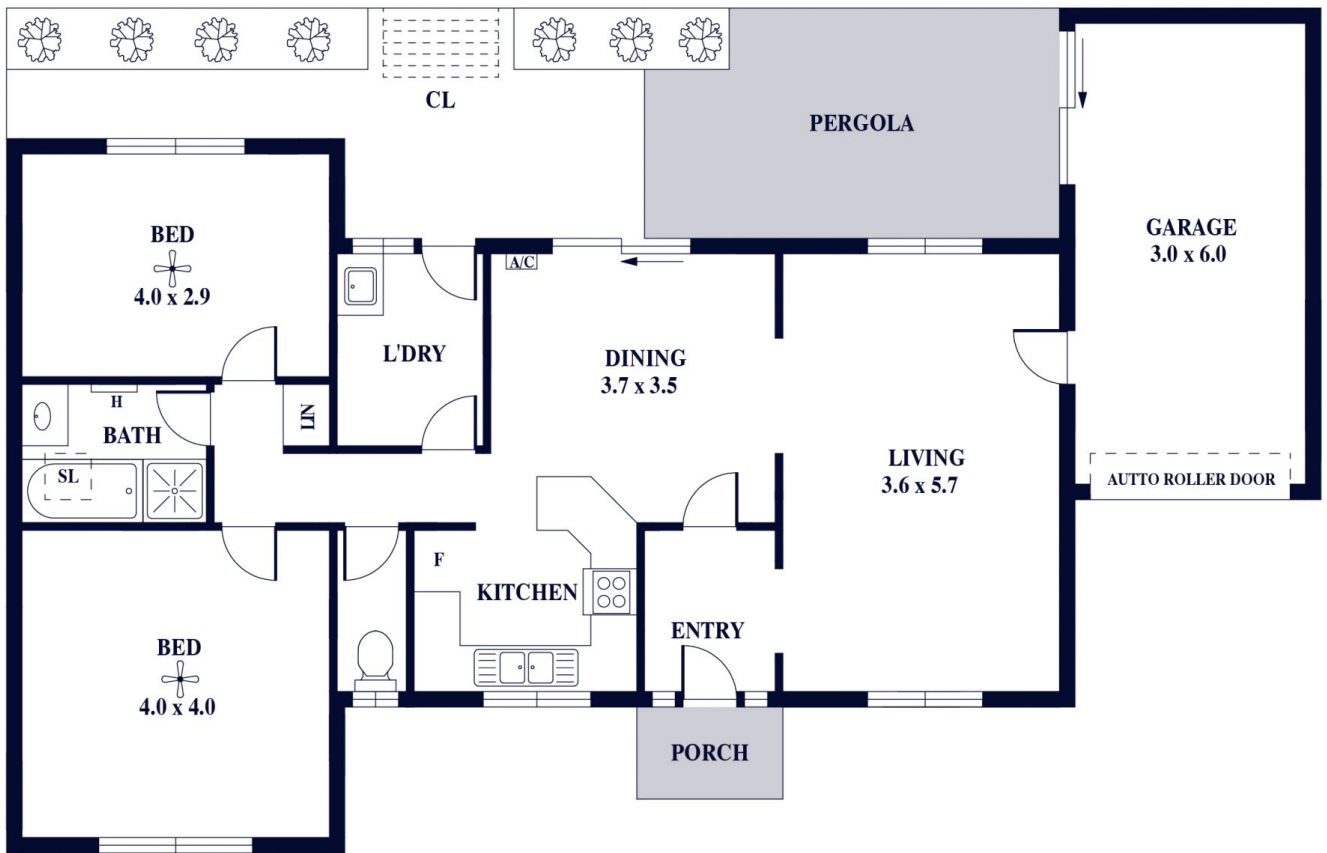 CL
PERGOLA
GARAGE
3.0 x 6.0
BED
4.0 x 2.9
A/C
L'DRY
DINING
3.7 x 3.5
H
BATH
LIN
SL
LIVING
3.6 x 5.7
AUTTO ROLLER DOOR
F
KITCHEN
ENTRY
BED
4.0 x 4.0
PORCH